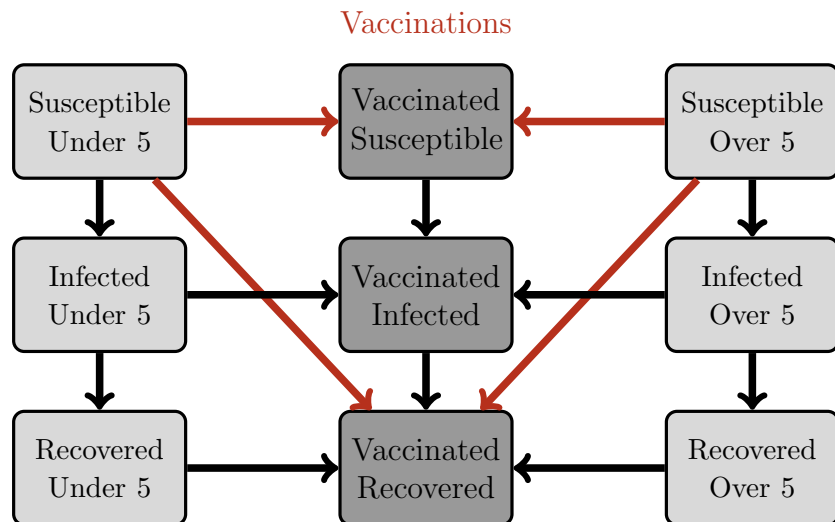 Vaccinations
Susceptible
Under 5
Vaccinated
Susceptible
Susceptible
Over 5
Infected
Under 5
Vaccinated
Infected
Infected
Over 5
Recovered
Under 5
Vaccinated
Recovered
Recovered
Over 5